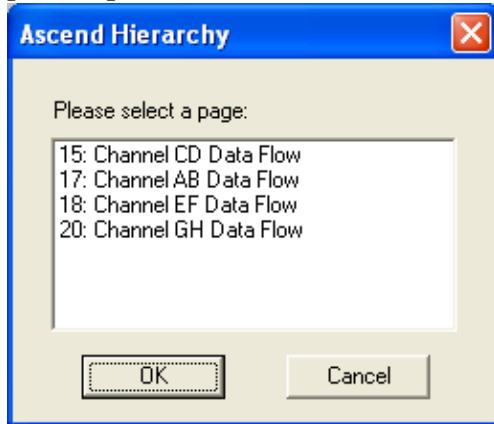 Ascend Hierarchy
Please select a page:
15: Channel CD Data Flow
17: Channel AB Data Flow
18: Channel EF Data Flow
20: Channel GH Data Flow
OK
Cancel